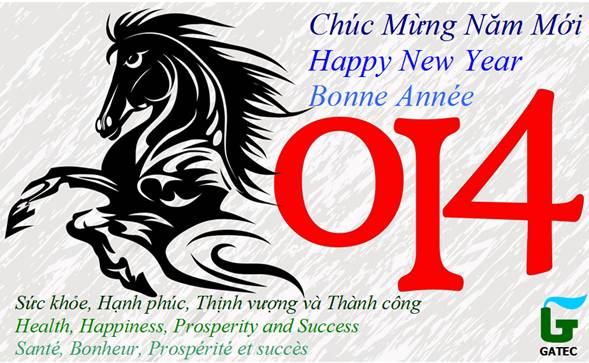 Chúc Mừng Năm Mới
Happy New Year
Bonne Année
014
Sức khỏe, Hạnh phúc, Thịnh vượng và Thành công
Health, Happiness, Prosperity and Success
Santé, Bonheur, Prospérité et succès
GATEC